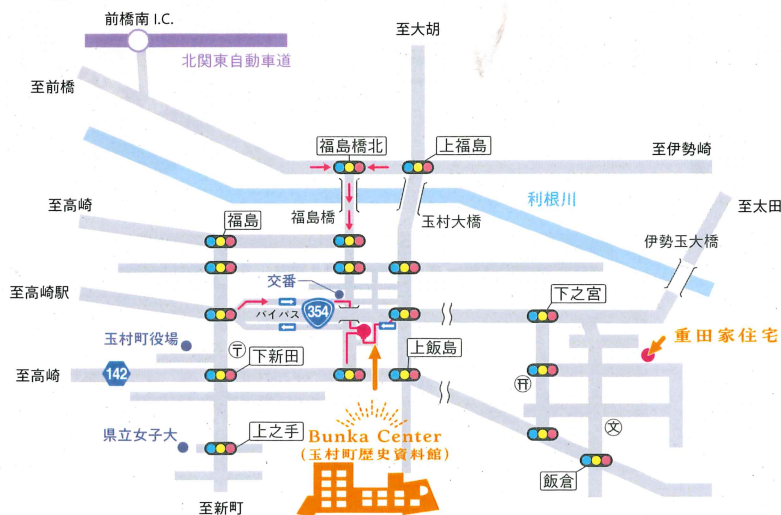 前橋南 I.C.
北関東自動車道
至大胡
至前橋
福島橋北
上福島
至伊勢崎
至高崎
福島
福島橋
玉村大橋
利根川
至太田
伊勢玉大橋
至高崎駅
交番
バイパス
354
下之宮
玉村町役場
〒
下新田
上飯島
重田家住宅
至高崎
142
県立女子大
上之手
文
飯倉
至新町
Bunka Center
(玉村町歴史資料館)